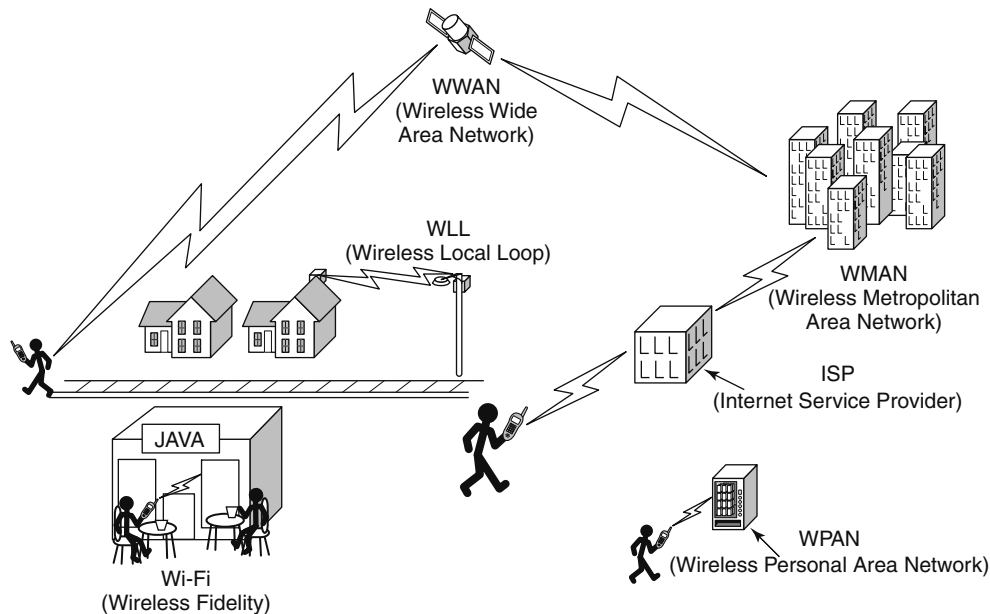 WWAN
(Wireless Wide
Area Network)
WLL
(Wireless Local Loop)
WMAN
(Wireless Metropolitan
Area Network)
ISP
(Internet Service Provider)
JAVA
Wi-Fi
(Wireless Fidelity)
WPAN
(Wireless Personal Area Network)